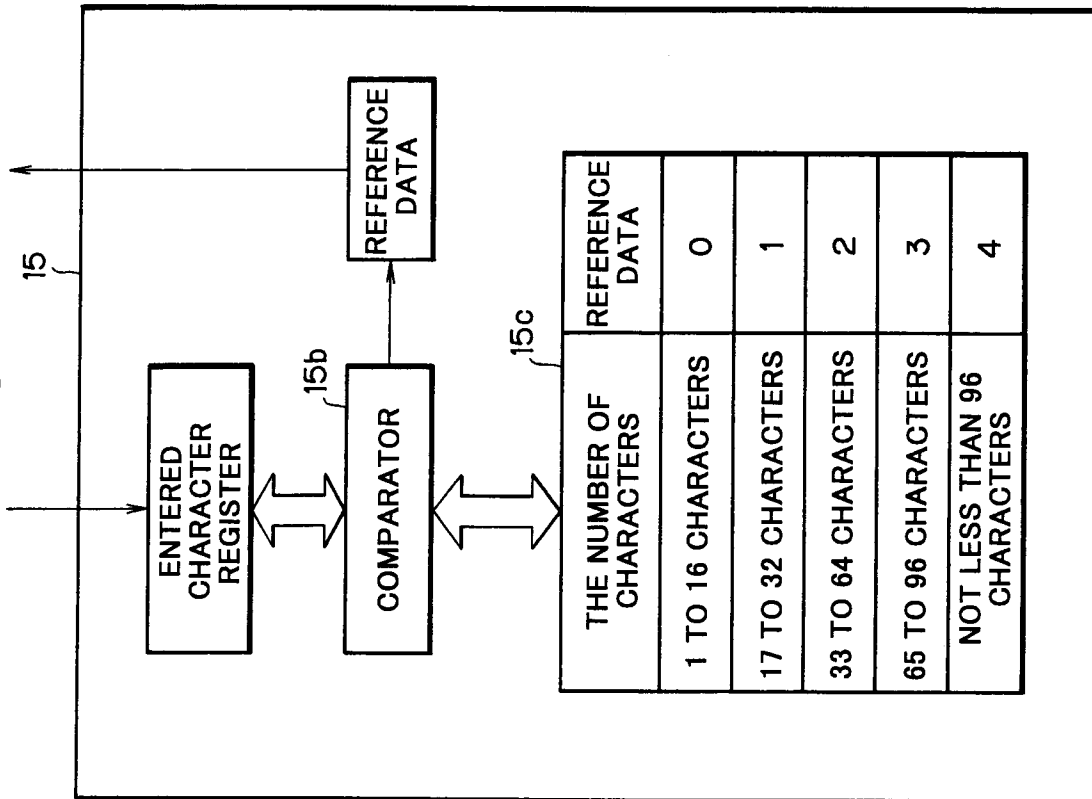 15
ENTERED
CHARACTER
REGISTER
15b
COMPARATOR
REFERENCE
DATA
15c
THE NUMBER OF
CHARACTERS
REFERENCE
DATA
1 TO 16 CHARACTERS
0
17 TO 32 CHARACTERS
1
33 TO 64 CHARACTERS
2
65 TO 96 CHARACTERS
3
NOT LESS THAN 96
CHARACTERS
4